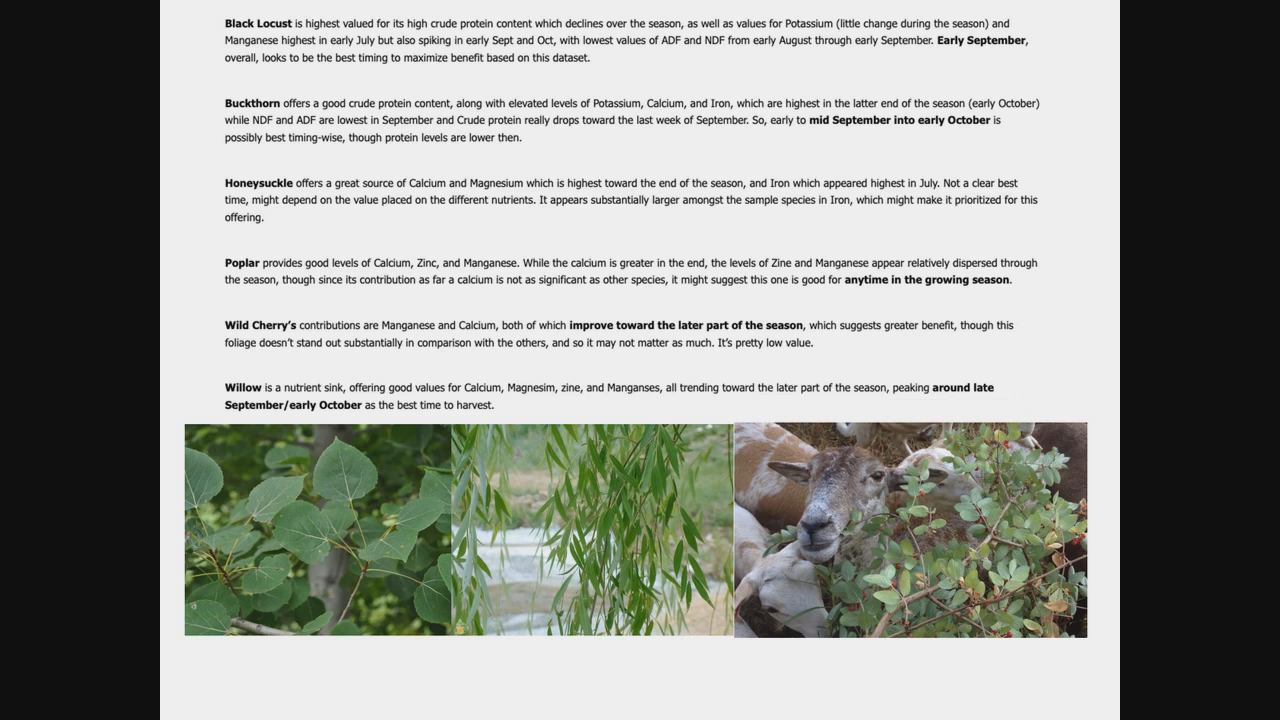 Black Locust is highest valued for its high crude protein content which declines over the season, as well as values for Potassium (little change during the season) and
Manganese highest in early July but also spiking in early Sept and Oct, with lowest values of ADF and NDF from early August through early September. Early September,
overall, looks to be the best timing to maximize benefit based on this dataset.
Buckthorn offers a good crude protein content, along with elevated levels of Potassium, Calcium, and Iron, which are highest in the latter end of the season (early October)
while NDF and ADF are lowest in September and Crude protein really drops toward the last week of September. So, early to mid September into early October is
possibly best timing-wise, though protein levels are lower then.
Honeysuckle offers a great source of Calcium and Magnesium which is highest toward the end of the season, and Iron which appeared highest in July. Not a clear best
time, might depend on the value placed on the different nutrients. It appears substantially larger amongst the sample species in Iron, which might make it prioritized for this
offering.
Poplar provides good levels of Calcium, Zinc, and Manganese. While the calcium is greater in the end, the levels of Zine and Manganese appear relatively dispersed through
the season, though since its contribution as far a calcium is not as significant as other species, it might suggest this one is good for anytime in the growing season.
Wild Cherry’s contributions are Manganese and Calcium, both of which improve toward the later part of the season, which suggests greater benefit, though this
foliage doesn’t stand out substantially in comparison with the others, and so it may not matter as much. It’s pretty low value.
Willow is a nutrient sink, offering good values for Calcium, Magnesim, zine, and Manganses, all trending toward the later part of the season, peaking around late
September/early October as the best time to harvest.